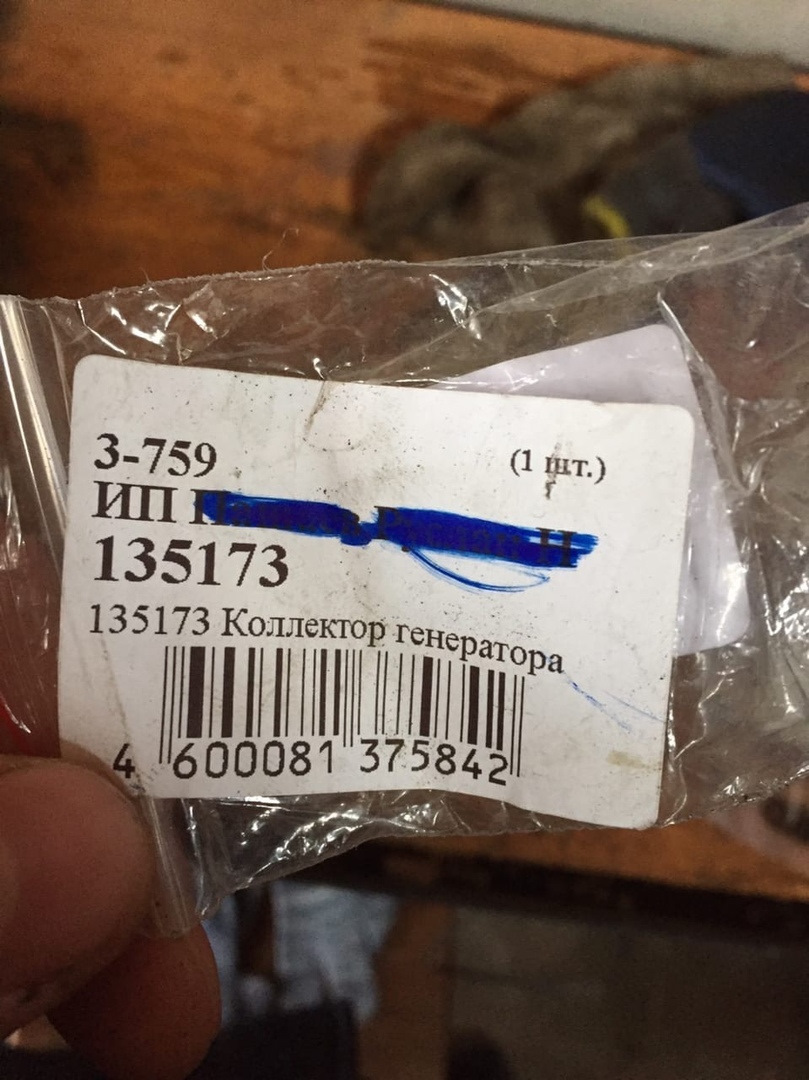 3-759 (1 шт.)
ИП
135173
135173 Коллектор генератора
4 600081 375842